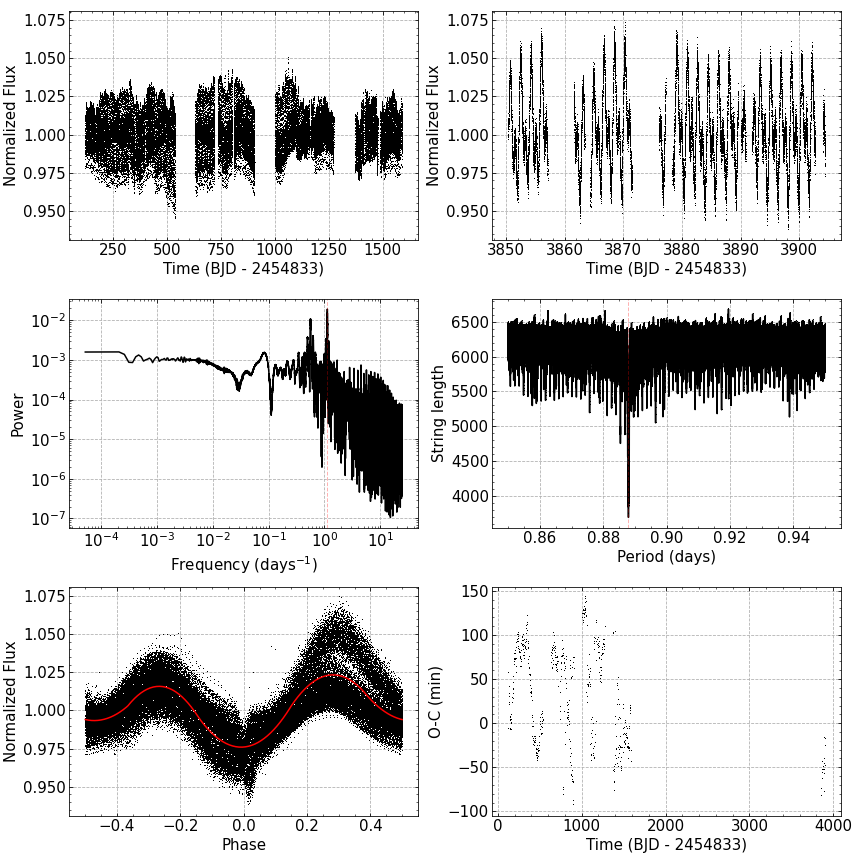 1.075
1.050
1.025
1.000
0.975
0.950
Normalized Flux
250 500 750 1000 1250 1500
Time (BJD - 2454833)
1.075
1.050
1.025
1.000
0.975
0.950
Normalized Flux
3850 3860 3870 3880 3890 3900
Time (BJD - 2454833)
10⁻²
10⁻³
10⁻⁴
10⁻⁵
10⁻⁶
10⁻⁷
Power
10⁻⁴ 10⁻³ 10⁻² 10⁻¹ 10⁰ 10¹
Frequency (days⁻¹)
6500
6000
5500
5000
4500
4000
String length
0.86 0.88 0.90 0.92 0.94
Period (days)
1.075
1.050
1.025
1.000
0.975
0.950
Normalized Flux
−0.4 −0.2 0.0 0.2 0.4
Phase
150
100
50
0
−50
−100
O-C (min)
0 1000 2000 3000 4000
Time (BJD - 2454833)